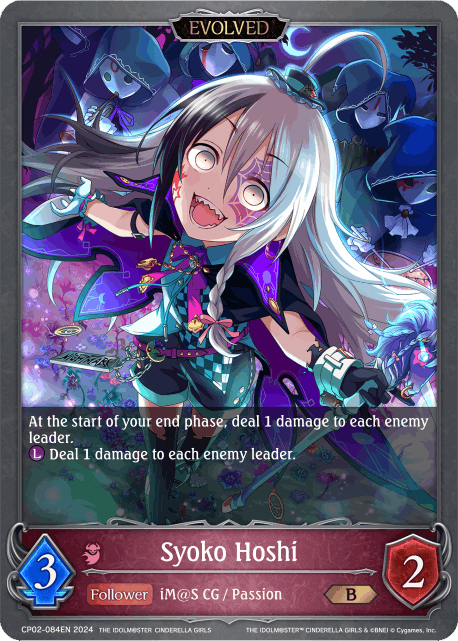 EVOLVED
At the start of your end phase, deal 1 damage to each enemy
leader.
L Deal 1 damage to each enemy leader.
Syoko Hoshi
3
Follower iM@S CG / Passion B
2
CP02-084EN 2024 THE IDOLM@STER CINDERELLA GIRLS THE IDOLM@STER™ CINDERELLA GIRLS & ©BNEI © Cygames, Inc.